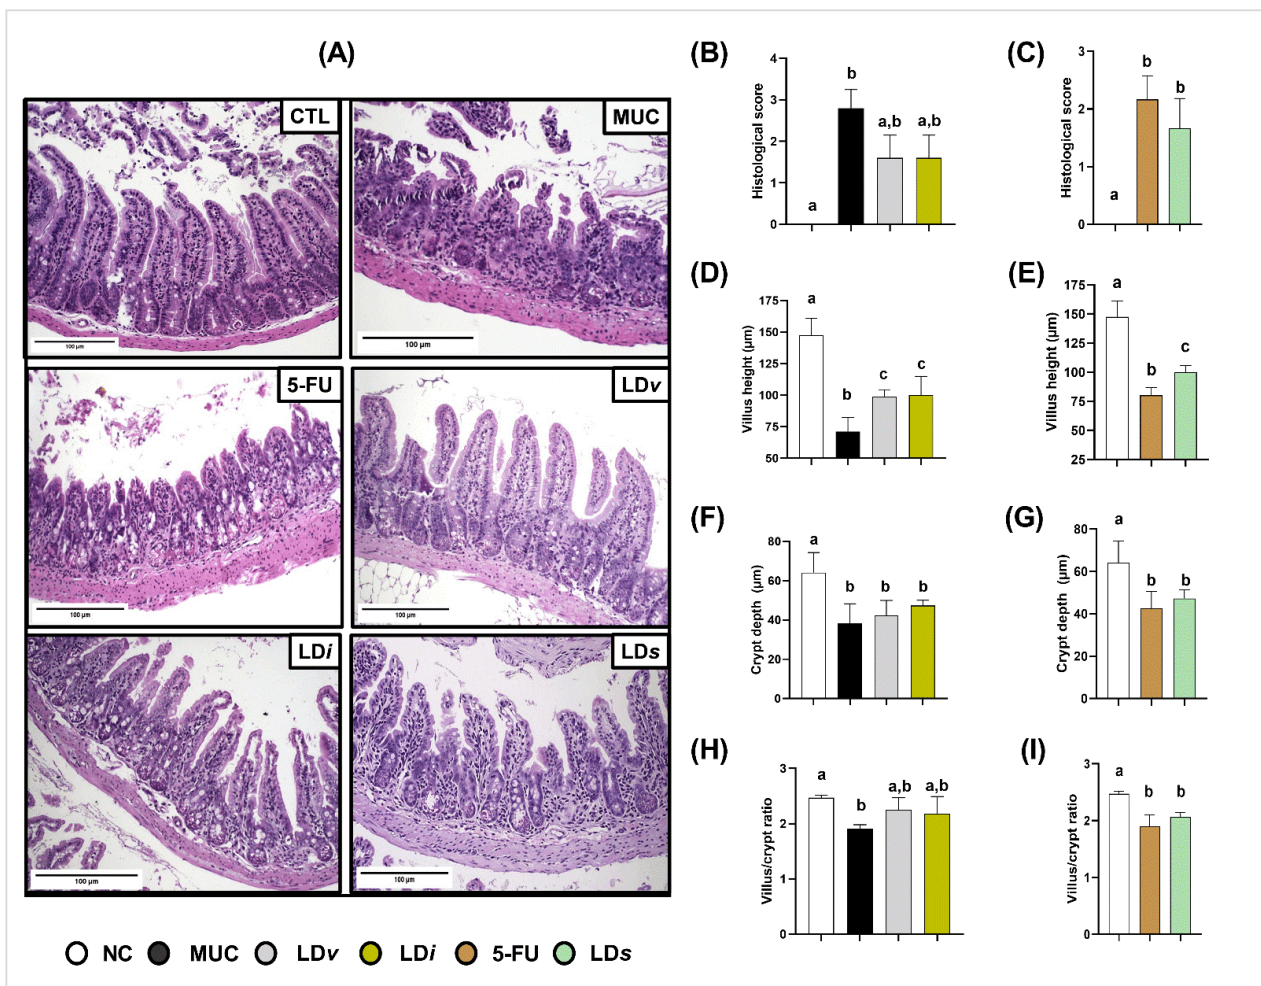 (A)
CTL
100 µm
MUC
100 µm
5-FU
100 µm
LDv
100 µm
LDi
100 µm
LDs
100 µm
(B)
Histological score
4
3
2
1
0
a
b
a,b
a,b
(C)
Histological score
3
2
1
0
a
b
b
(D)
Villus height (µm)
175
150
125
100
75
50
a
b
c
c
(E)
Villus height (µm)
175
150
125
100
75
50
25
a
b
c
(F)
Crypt depth (µm)
80
60
40
20
0
a
b
b
b
(G)
Crypt depth (µm)
80
60
40
20
0
a
b
b
(H)
Villus/crypt ratio
3
2
1
0
a
b
a,b
a,b
(I)
Villus/crypt ratio
3
2
1
0
a
b
b
NC MUC LDv LDi 5-FU LDs